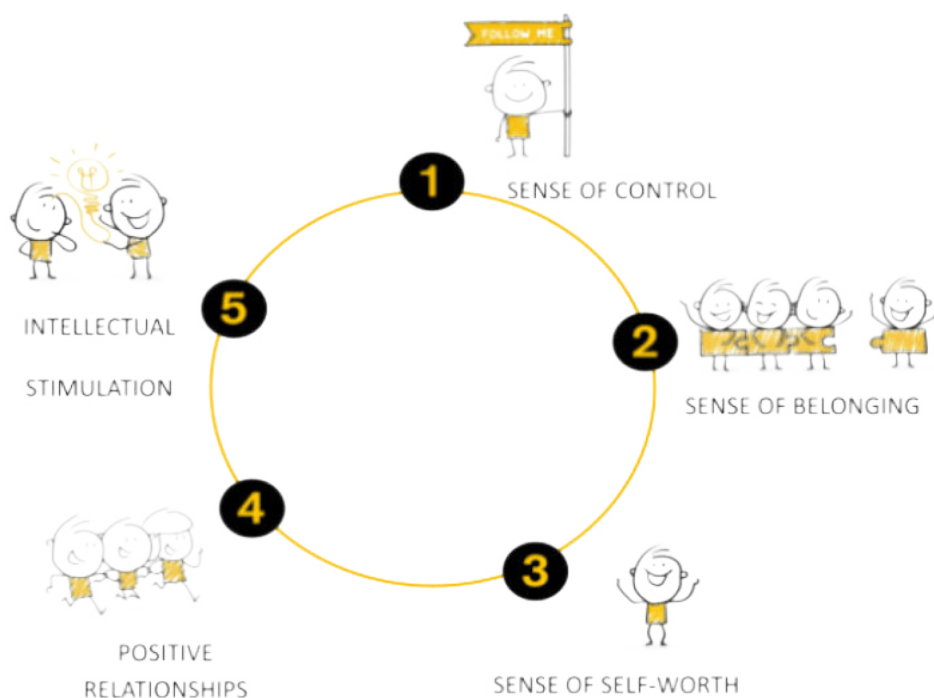 FOLLOW ME
1
SENSE OF CONTROL
2
SENSE OF BELONGING
3
SENSE OF SELF-WORTH
4
POSITIVE
RELATIONSHIPS
5
INTELLECTUAL
STIMULATION